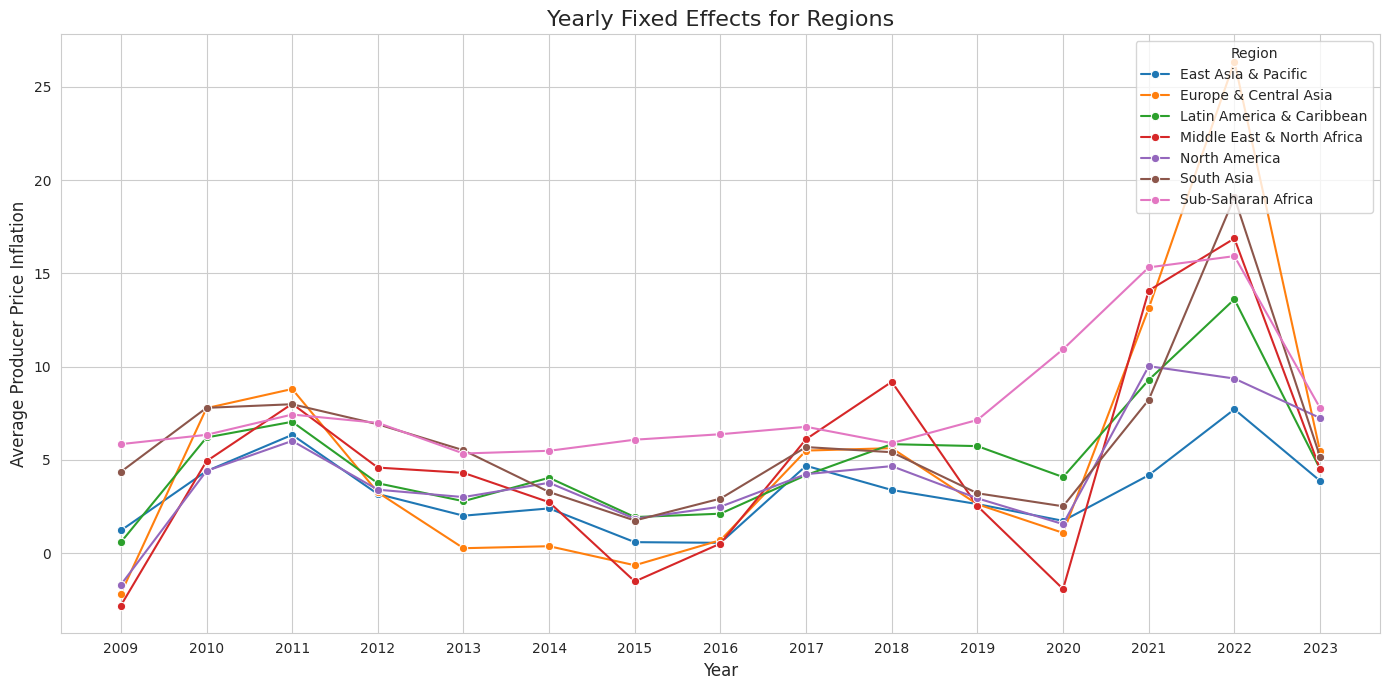 Yearly Fixed Effects for Regions
Average Producer Price Inflation
25
20
15
10
5
0
Region
East Asia & Pacific
Europe & Central Asia
Latin America & Caribbean
Middle East & North Africa
North America
South Asia
Sub-Saharan Africa
2009 2010 2011 2012 2013 2014 2015 2016 2017 2018 2019 2020 2021 2022 2023
Year